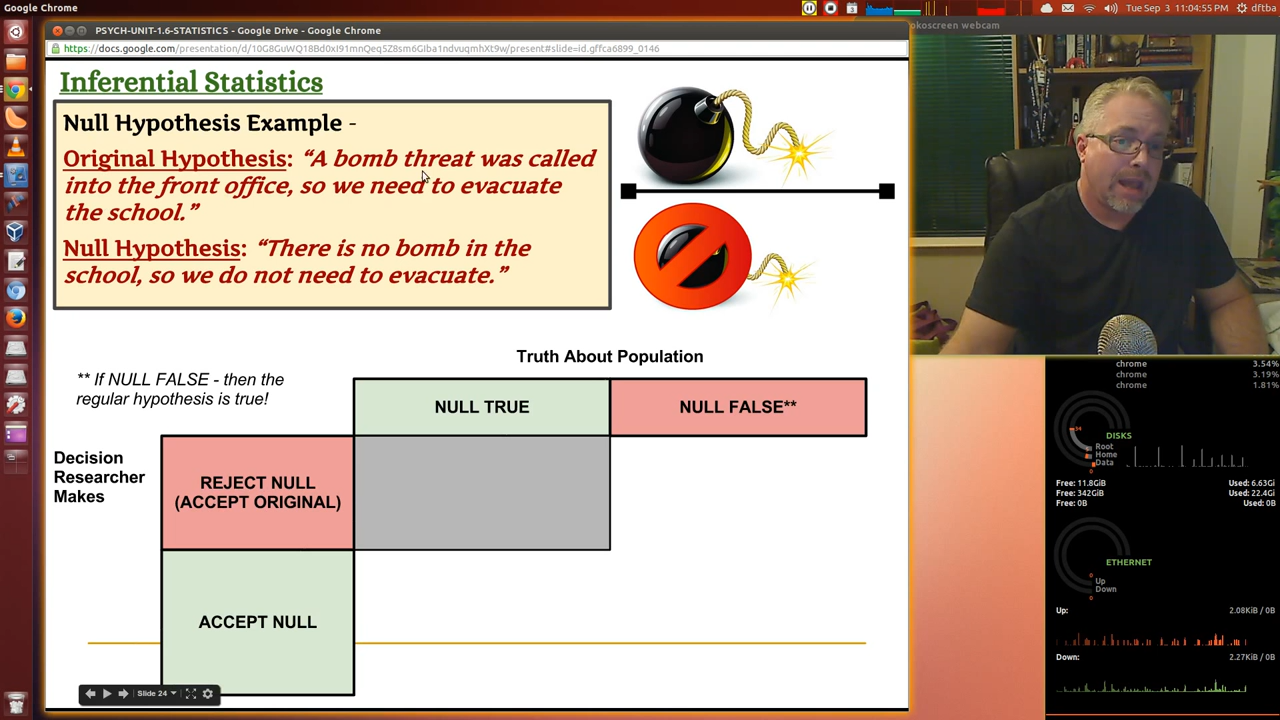 Google Chrome
Tue Sep 3 11:04:55 PM
dftba
PSYCH-UNIT-1.6-STATISTICS - Google Drive - Google Chrome
okoscreen webcam
Inferential Statistics
Null Hypothesis Example -
Original Hypothesis: “A bomb threat was called
into the front office, so we need to evacuate
the school.”
Null Hypothesis: “There is no bomb in the
school, so we do not need to evacuate.”
Truth About Population
** If NULL FALSE - then the
regular hypothesis is true!
NULL TRUE
NULL FALSE**
Decision
Researcher
Makes
REJECT NULL
(ACCEPT ORIGINAL)
ACCEPT NULL
Slide 24
chrome 3.54%
chrome 3.19%
chrome 1.81%
DISKS
Root
Home
Data
Free: 11.8GiB Used: 6.63Gi
Free: 342GiB Used: 22.4Gi
Free: 0B Used: 0B
ETHERNET
Up
Down
Up: 2.08KiB / 0B
Down: 2.27KiB / 0B